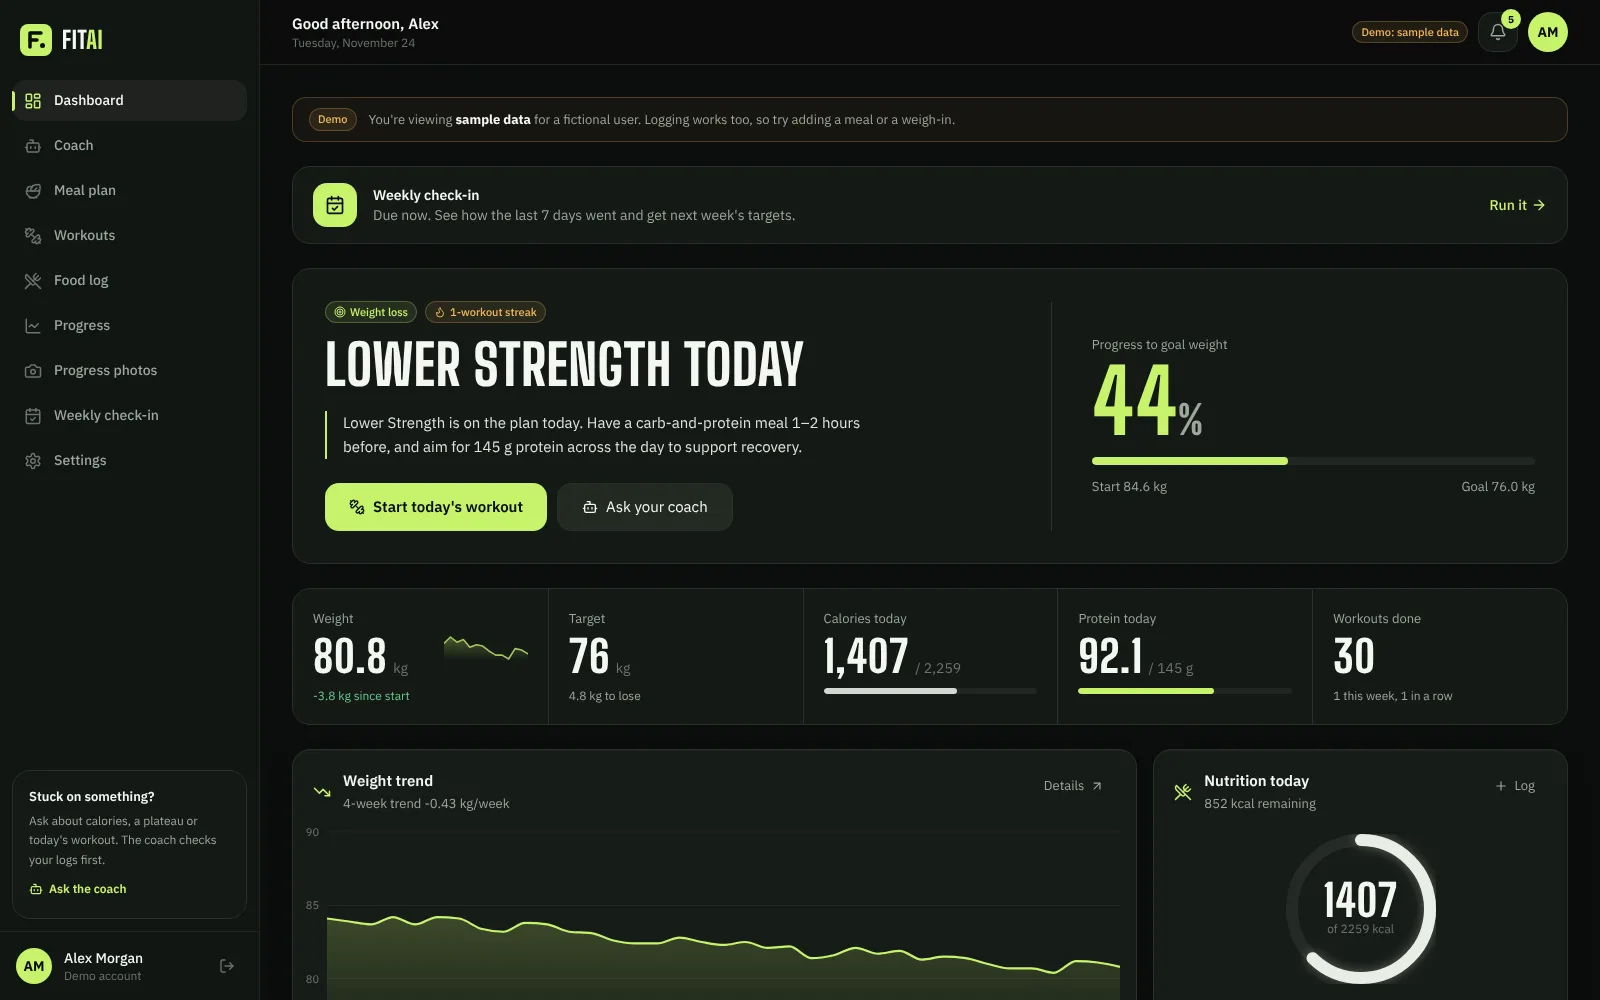 FITAI
Dashboard
Coach
Meal plan
Workouts
Food log
Progress
Progress photos
Weekly check-in
Settings
Stuck on something?
Ask about calories, a plateau or
today's workout. The coach checks
your logs first.
Ask the coach
AM
Alex Morgan
Demo account
Good afternoon, Alex
Tuesday, November 24
Demo: sample data
5
AM
Demo You're viewing sample data for a fictional user. Logging works too, so try adding a meal or a weigh-in.
Weekly check-in
Due now. See how the last 7 days went and get next week's targets.
Run it
Weight loss
1-workout streak
LOWER STRENGTH TODAY
Lower Strength is on the plan today. Have a carb-and-protein meal 1–2 hours
before, and aim for 145 g protein across the day to support recovery.
Start today's workout
Ask your coach
Progress to goal weight
44%
Start 84.6 kg
Goal 76.0 kg
Weight
80.8 kg
-3.8 kg since start
Target
76 kg
4.8 kg to lose
Calories today
1,407 / 2,259
Protein today
92.1 / 145 g
Workouts done
30
1 this week, 1 in a row
Weight trend
4-week trend -0.43 kg/week
Details
90
85
80
Nutrition today
852 kcal remaining
Log
1407
of 2259 kcal